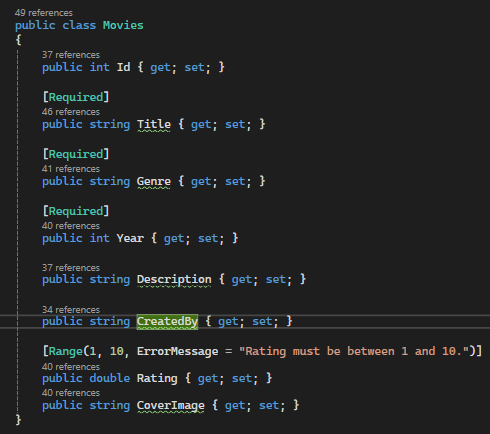 49 references
public class Movies
{
37 references
public int Id { get; set; }
[Required]
46 references
public string Title { get; set; }
[Required]
41 references
public string Genre { get; set; }
[Required]
40 references
public int Year { get; set; }
37 references
public string Description { get; set; }
34 references
public string CreatedBy { get; set; }
[Range(1, 10, ErrorMessage = "Rating must be between 1 and 10.")]
40 references
public double Rating { get; set; }
40 references
public string CoverImage { get; set; }
}